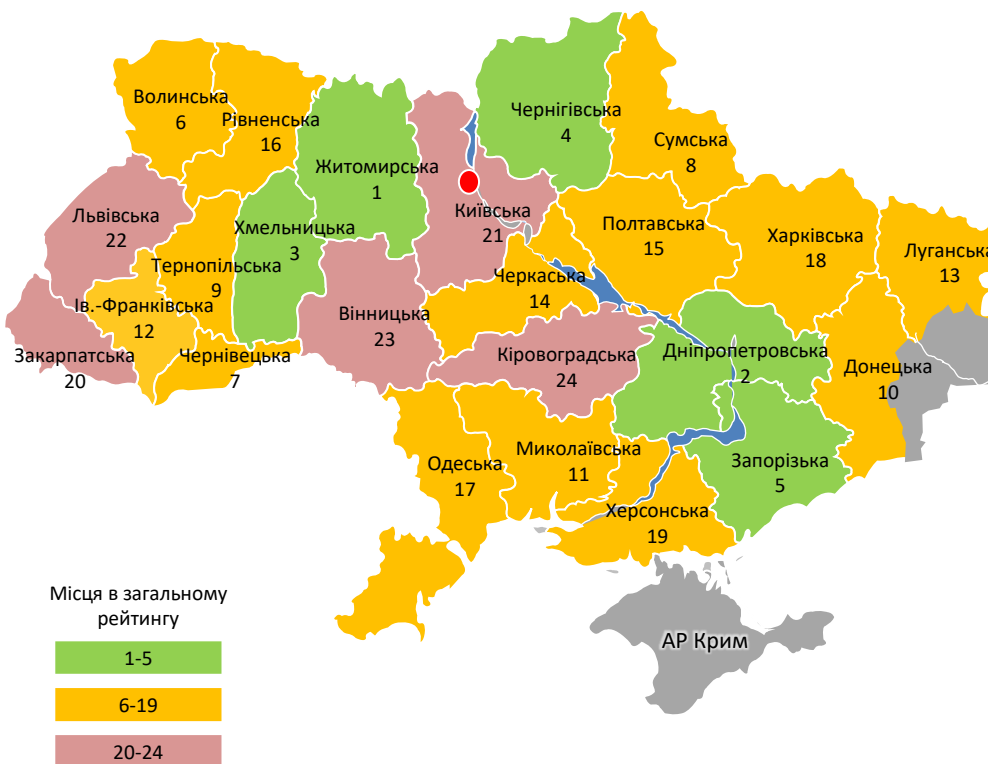 Волинська
6
Рівненська
16
Житомирська
1
Чернігівська
4
Сумська
8
Львівська
22
Хмельницька
3
Київська
21
Полтавська
15
Харківська
18
Луганська
13
Тернопільська
9
Черкаська
14
Ів.-Франківська
12
Вінницька
23
Закарпатська
20
Чернівецька
7
Кіровоградська
24
Дніпропетровська
2
Донецька
10
Одеська
17
Миколаївська
11
Запорізька
5
Херсонська
19
АР Крим
Місця в загальному
рейтингу
1-5
6-19
20-24